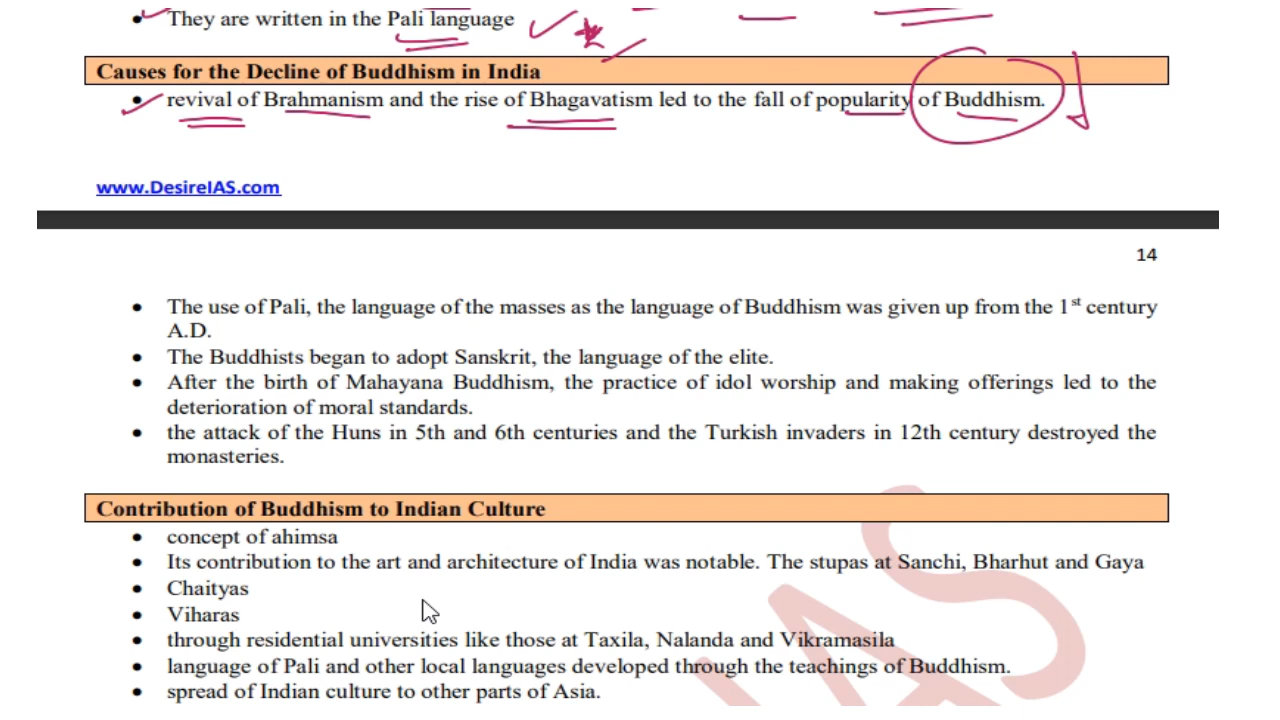 They are written in the Pali language
Causes for the Decline of Buddhism in India
revival of Brahmanism and the rise of Bhagavatism led to the fall of popularity of Buddhism.
www.DesireIAS.com
14
The use of Pali, the language of the masses as the language of Buddhism was given up from the 1st century
A.D.
The Buddhists began to adopt Sanskrit, the language of the elite.
After the birth of Mahayana Buddhism, the practice of idol worship and making offerings led to the
deterioration of moral standards.
the attack of the Huns in 5th and 6th centuries and the Turkish invaders in 12th century destroyed the
monasteries.
Contribution of Buddhism to Indian Culture
concept of ahimsa
Its contribution to the art and architecture of India was notable. The stupas at Sanchi, Bharhut and Gaya
Chaityas
Viharas
through residential universities like those at Taxila, Nalanda and Vikramasila
language of Pali and other local languages developed through the teachings of Buddhism.
spread of Indian culture to other parts of Asia.
IAS